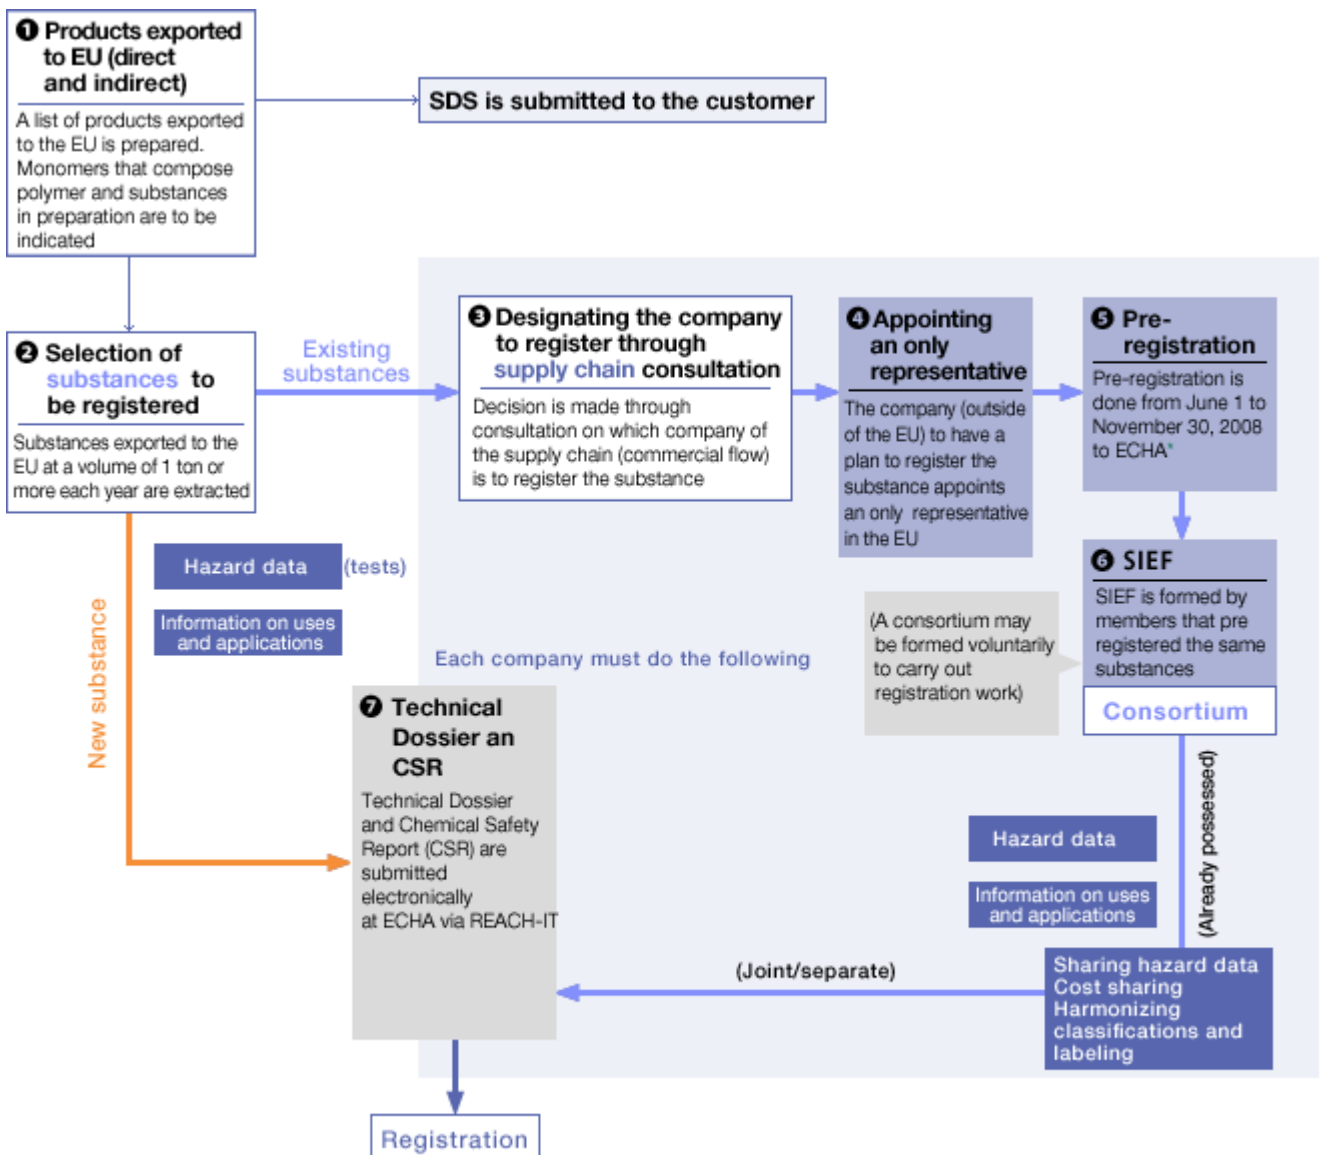 ❶ Products exported
to EU (direct
and indirect)
A list of products exported
to the EU is prepared.
Monomers that compose
polymer and substances
in preparation are to be
indicated
SDS is submitted to the customer
❷ Selection of
substances to
be registered
Substances exported to the
EU at a volume of 1 ton or
more each year are extracted
Existing
substances
❸ Designating the company
to register through
supply chain consultation
Decision is made through
consultation on which company of
the supply chain (commercial flow)
is to register the substance
❹ Appointing
an only
representative
The company (outside
of the EU) to have a
plan to register the
substance appoints
an only representative
in the EU
❺ Pre-
registration
Pre-registration is
done from June 1 to
November 30, 2008
to ECHA*
❻ SIEF
SIEF is formed by
members that pre
registered the same
substances
Consortium
(A consortium may
be formed voluntarily
to carry out
registration work)
Hazard data (tests)
Information on uses
and applications
New substance
Each company must do the following
❼ Technical
Dossier an
CSR
Technical Dossier
and Chemical Safety
Report (CSR) are
submitted
electronically
at ECHA via REACH-IT
(Already possessed)
Hazard data
Information on uses
and applications
Sharing hazard data
Cost sharing
Harmonizing
classifications and
labeling
(Joint/separate)
Registration